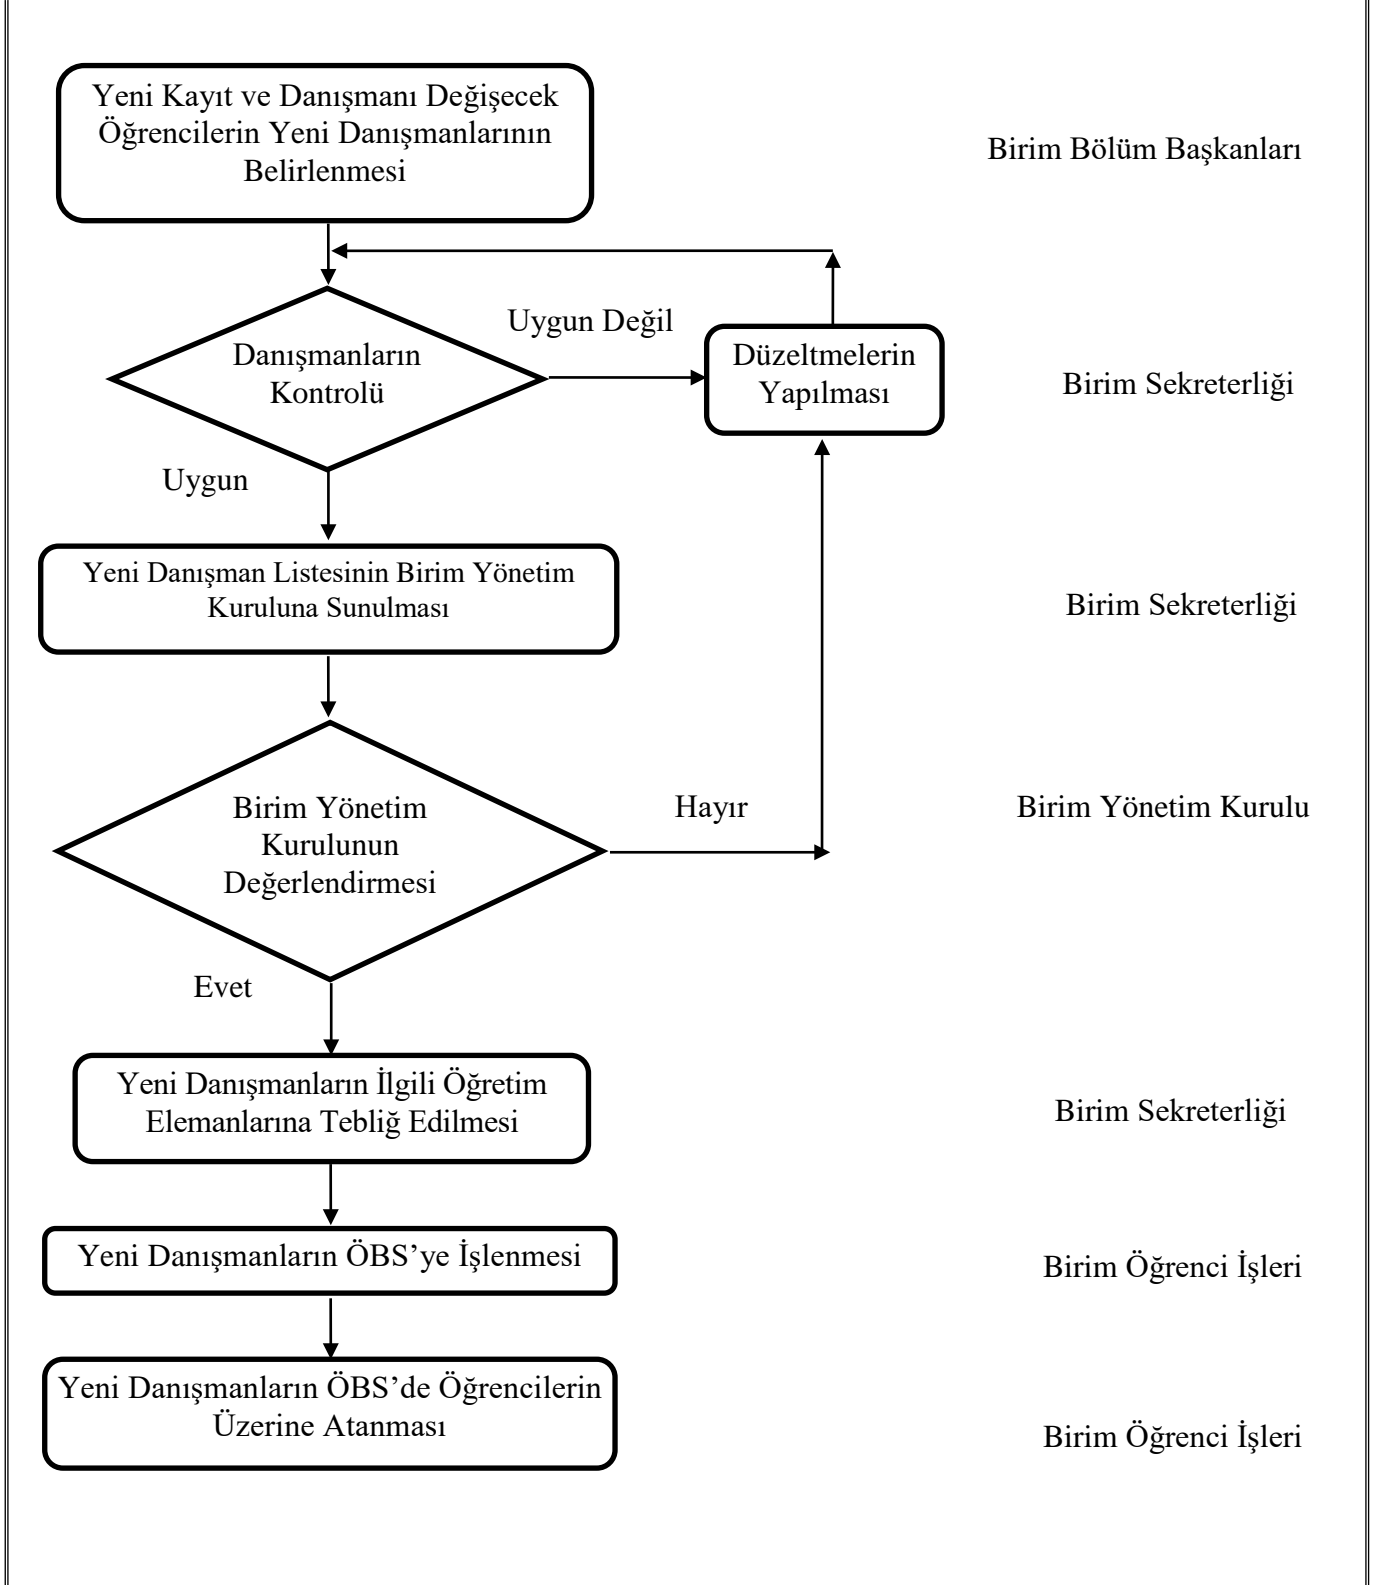 Yeni Kayıt ve Danışmanı Değişecek
Öğrencilerin Yeni Danışmanlarının
Belirlenmesi
Birim Bölüm Başkanları
Uygun Değil
Danışmanların
Kontrolü
Düzeltmelerin
Yapılması
Birim Sekreterliği
Uygun
Yeni Danışman Listesinin Birim Yönetim
Kuruluna Sunulması
Birim Sekreterliği
Birim Yönetim
Kurulunun
Değerlendirmesi
Hayır
Birim Yönetim Kurulu
Evet
Yeni Danışmanların İlgili Öğretim
Elemanlarına Tebliğ Edilmesi
Birim Sekreterliği
Yeni Danışmanların ÖBS’ye İşlenmesi
Birim Öğrenci İşleri
Yeni Danışmanların ÖBS’de Öğrencilerin
Üzerine Atanması
Birim Öğrenci İşleri